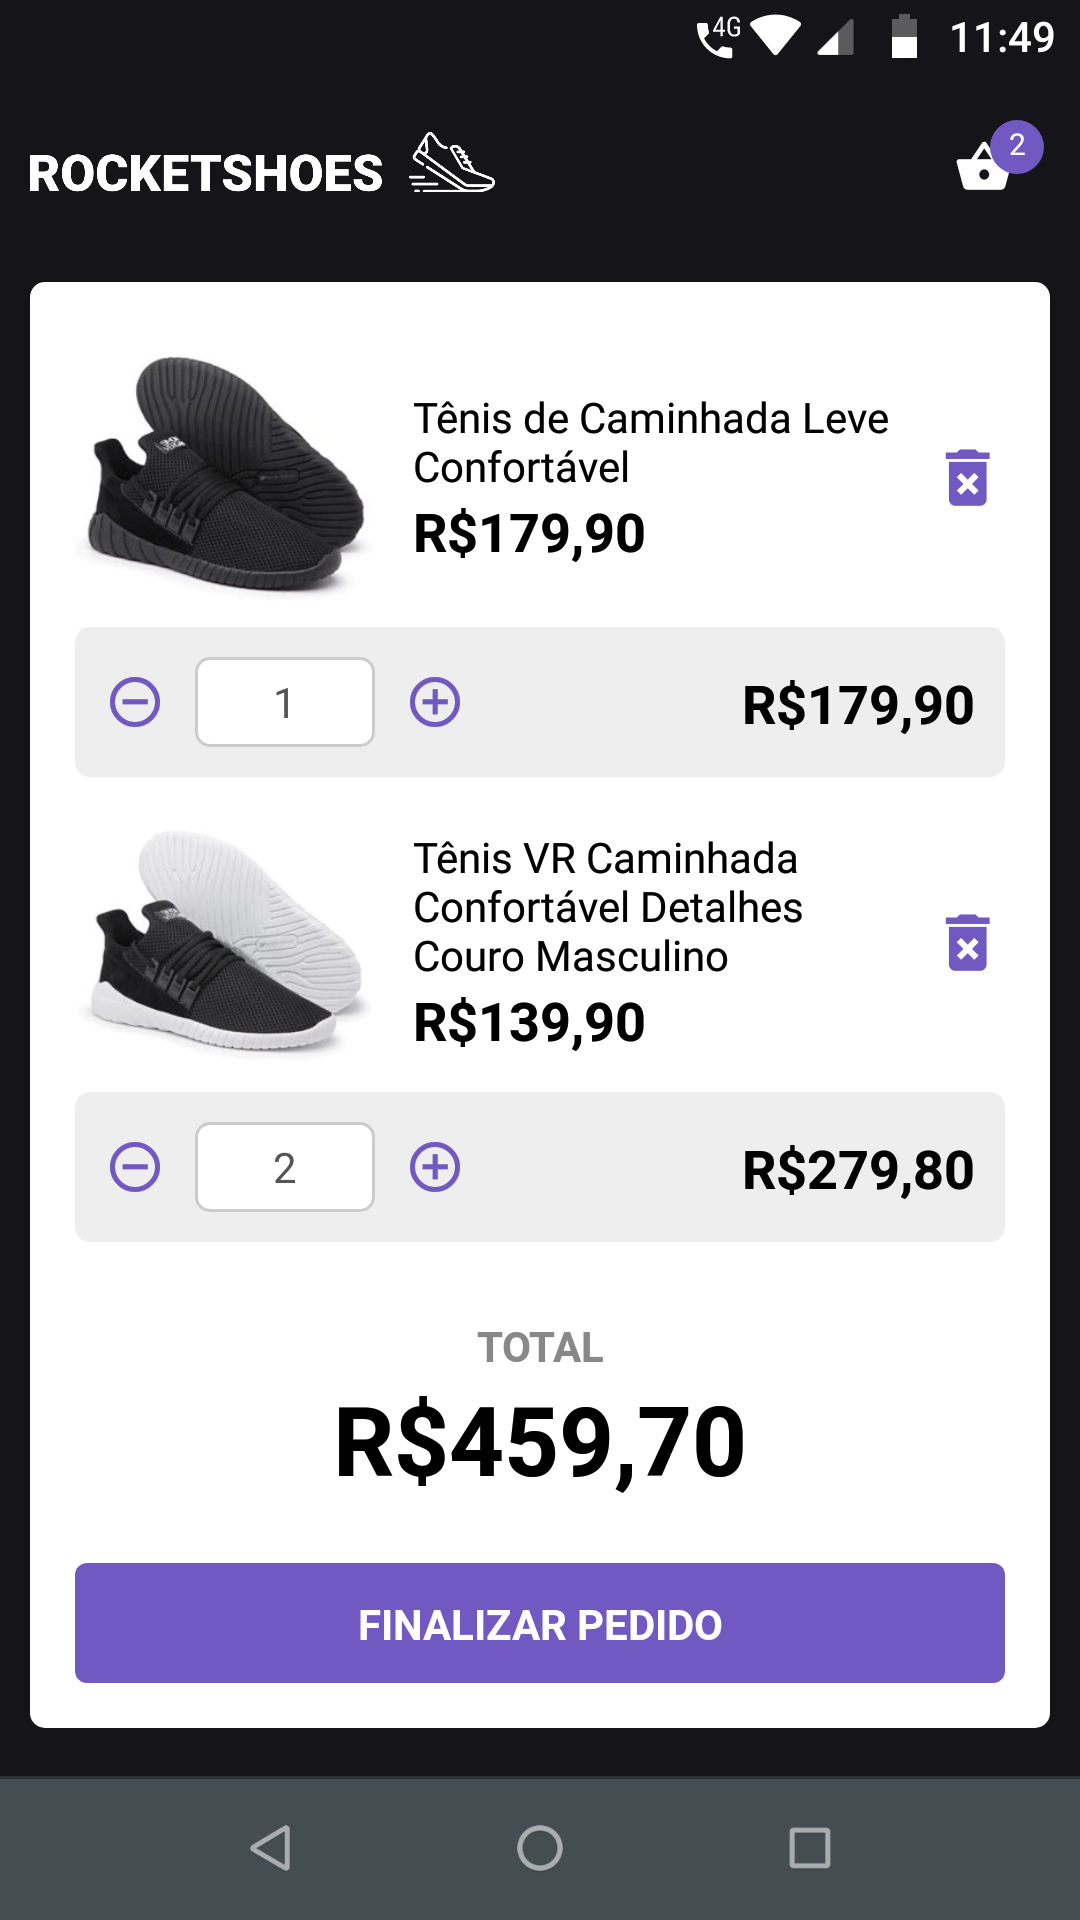 4G 11:49
ROCKETSHOES
2
Tênis de Caminhada Leve
Confortável
R$179,90
1 R$179,90
Tênis VR Caminhada
Confortável Detalhes
Couro Masculino
R$139,90
2 R$279,80
TOTAL
R$459,70
FINALIZAR PEDIDO